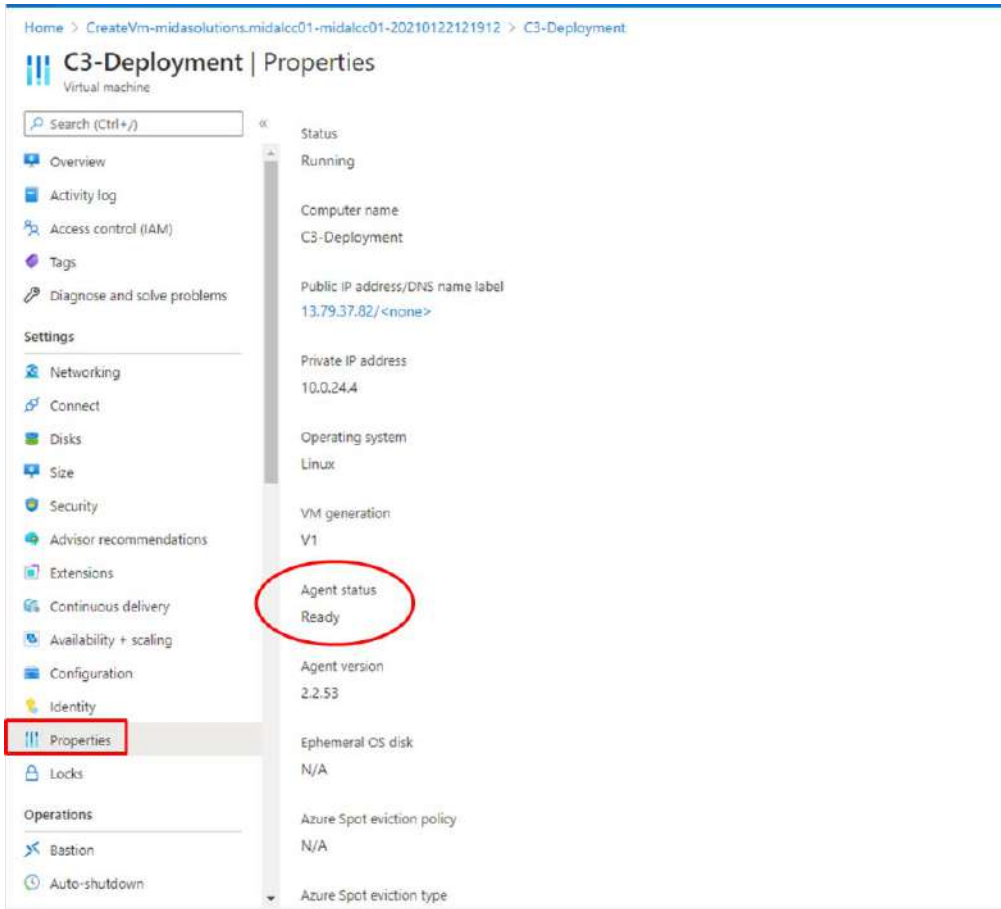 Home > CreateVm-midasolutions.midalcc01-midalcc01-20210122121912 > C3-Deployment
C3-Deployment | Properties
Virtual machine
Search (Ctrl+/)
«
Overview
Activity log
Access control (IAM)
Tags
Diagnose and solve problems
Settings
Networking
Connect
Disks
Size
Security
Advisor recommendations
Extensions
Continuous delivery
Availability + scaling
Configuration
Identity
Properties
Locks
Operations
Bastion
Auto-shutdown
Status
Running
Computer name
C3-Deployment
Public IP address/DNS name label
13.79.37.82/<none>
Private IP address
10.0.24.4
Operating system
Linux
VM generation
V1
Agent status
Ready
Agent version
2.2.53
Ephemeral OS disk
N/A
Azure Spot eviction policy
N/A
Azure Spot eviction type